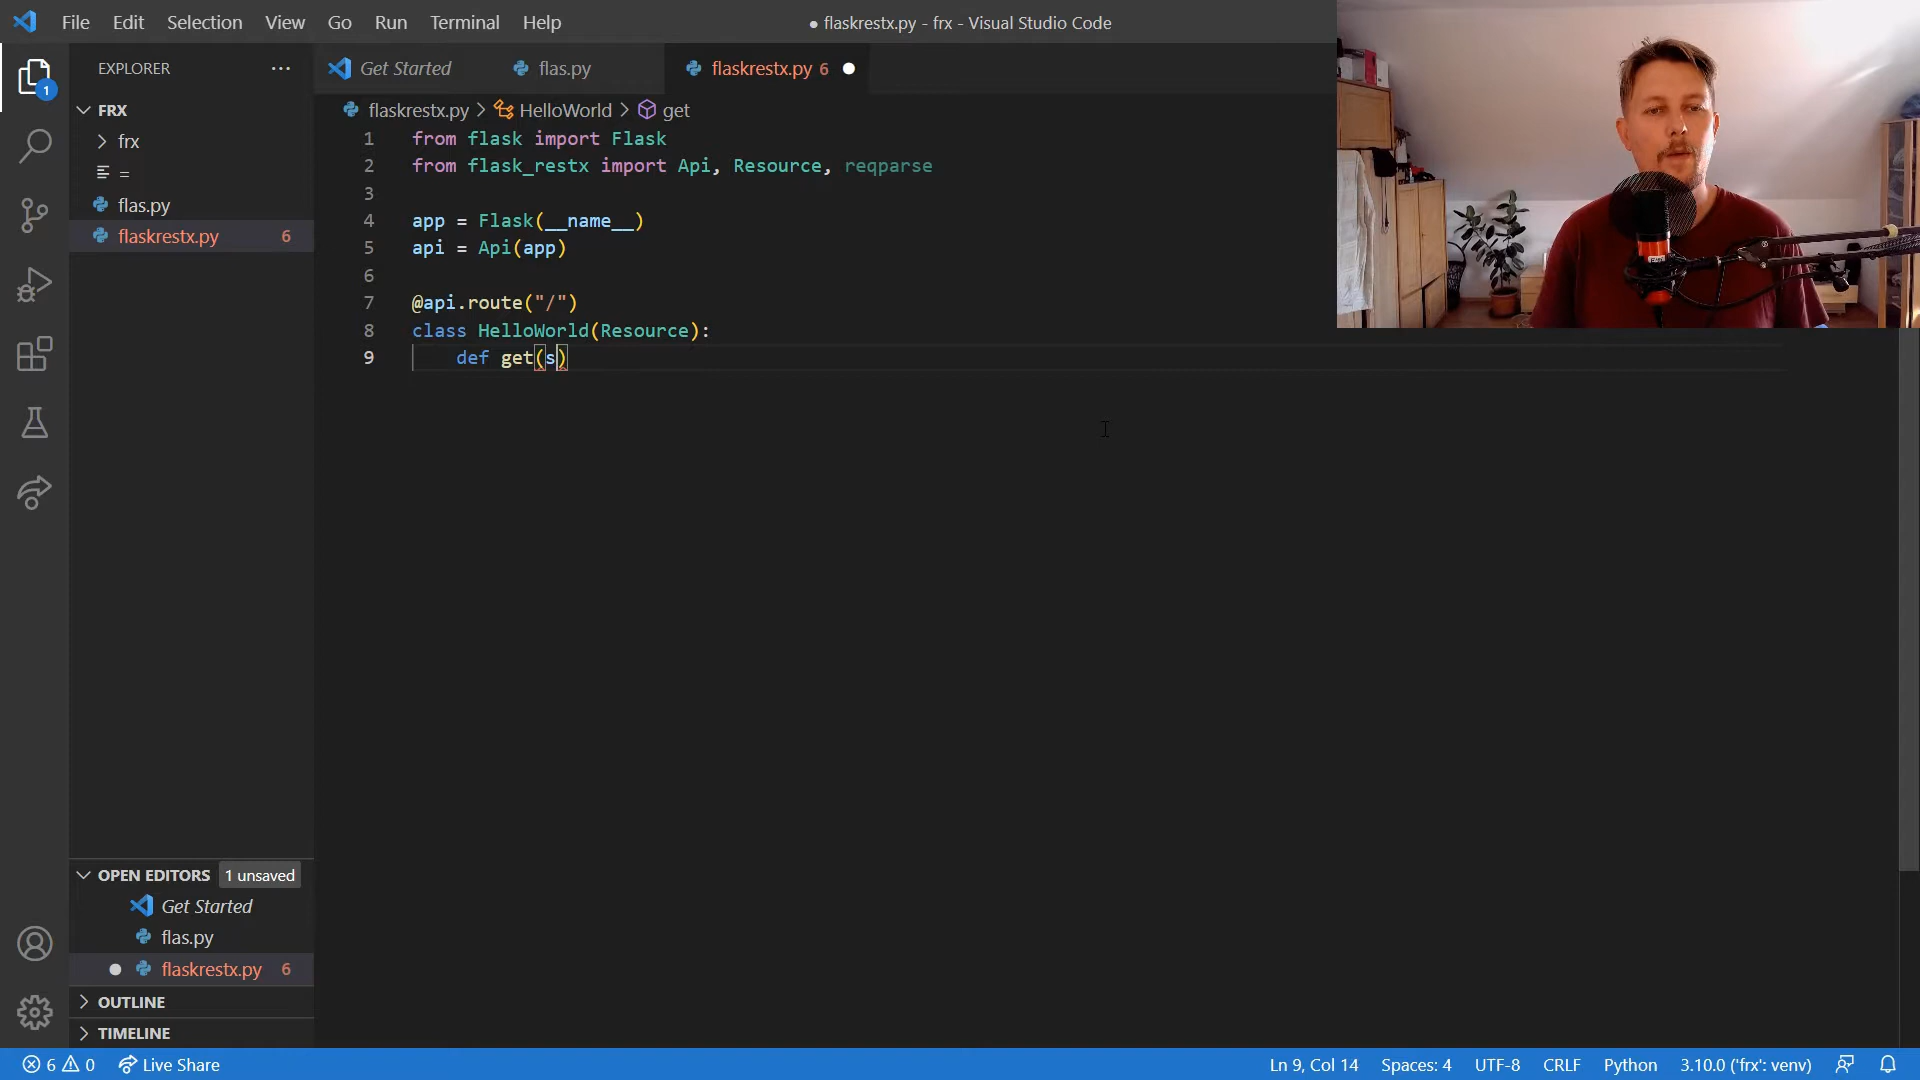 File Edit Selection View Go Run Terminal Help
● flaskrestx.py - frx - Visual Studio Code
EXPLORER
Get Started
flas.py
flaskrestx.py 6
1
FRX
frx
=
flas.py
flaskrestx.py 6
flaskrestx.py > HelloWorld > get
1 from flask import Flask
2 from flask_restx import Api, Resource, reqparse
3
4 app = Flask(__name__)
5 api = Api(app)
6
7 @api.route("/")
8 class HelloWorld(Resource):
9 def get(s)
OPEN EDITORS 1 unsaved
Get Started
flas.py
flaskrestx.py 6
OUTLINE
TIMELINE
6 0 Live Share
Ln 9, Col 14 Spaces: 4 UTF-8 CRLF Python 3.10.0 ('frx': venv)